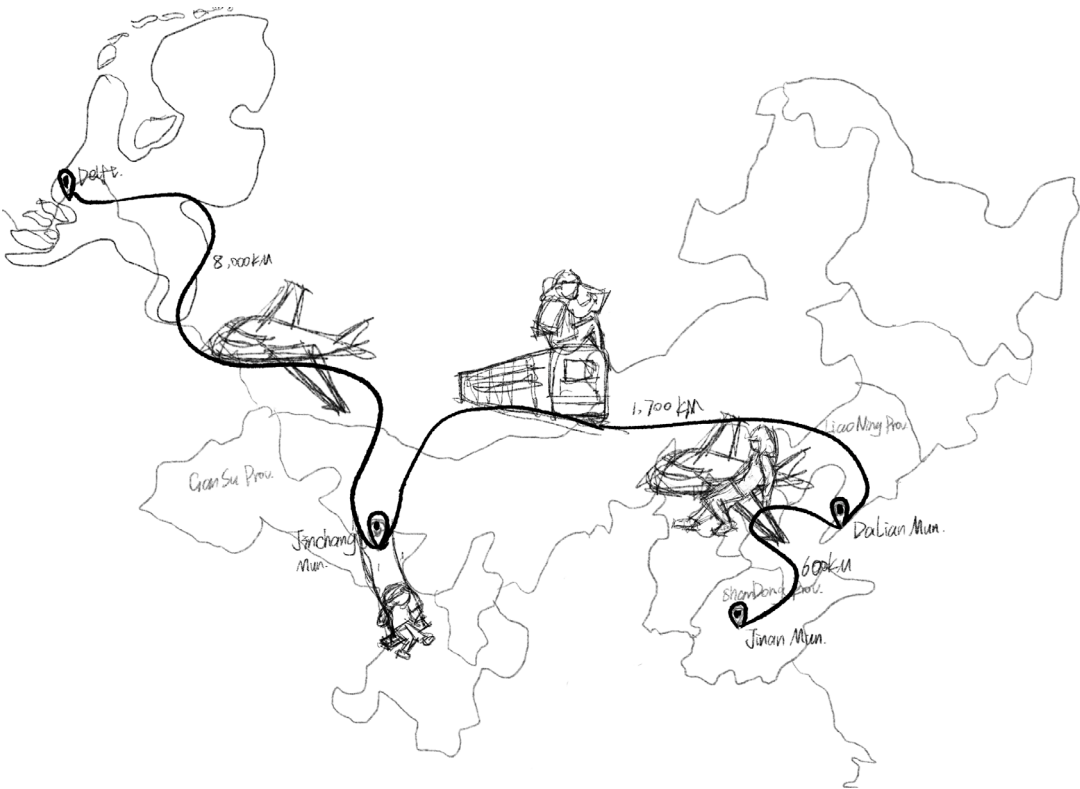 Delft.
8,000KM
1,700KM
LiaoNing Prov.
GanSu Prov.
Jinchang
Mun.
DaLian Mun.
600KM
ShanDong Prov.
Jinan Mun.